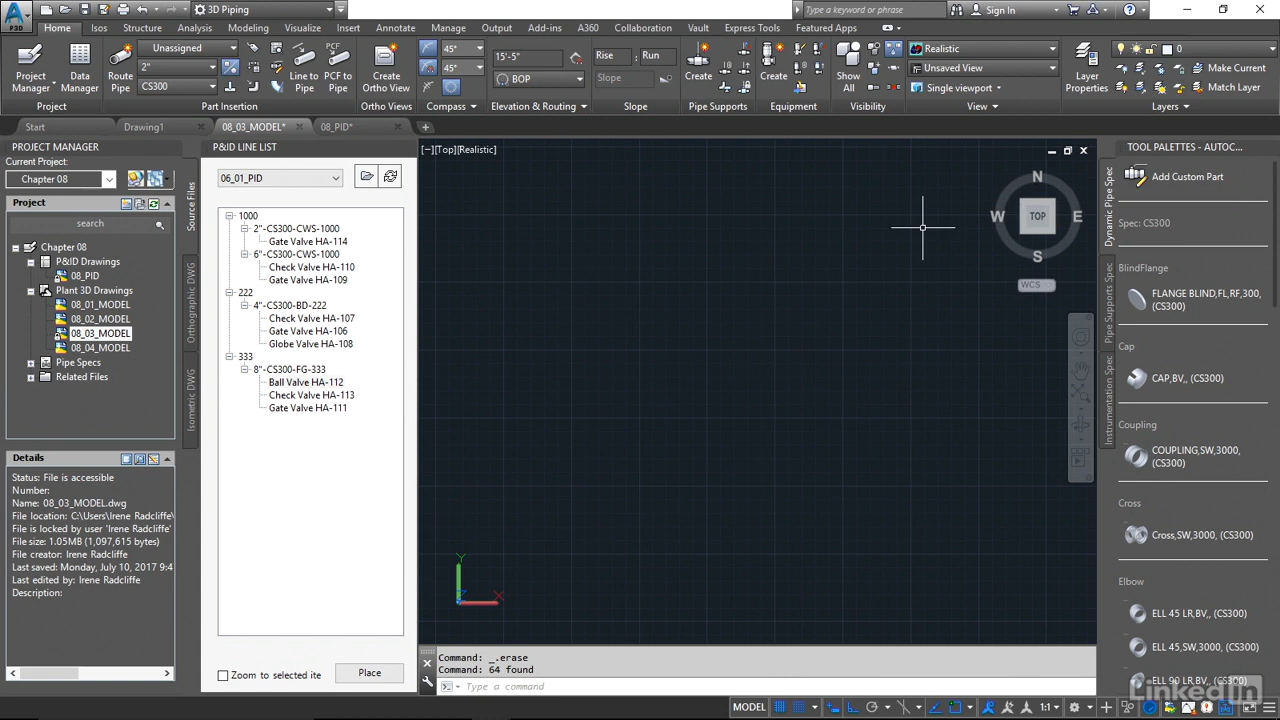 3D Piping
Type a keyword or phrase
Sign In
A
P3D
Home Isos Structure Analysis Modeling Visualize Insert Annotate Manage Output Add-ins A360 Collaboration Vault Express Tools Featured Apps
Project Manager
Data Manager
Project
Route Pipe
Unassigned
2"
CS300
Line to Pipe
PCF to Pipe
Part Insertion
Create Ortho View
Ortho Views
45°
45°
Compass
15'-5"
BOP
Elevation & Routing
Rise : Run
Slope
Slope
Create
Pipe Supports
Create
Equipment
Show All
Visibility
Realistic
Unsaved View
Single viewport
View
Layer Properties
0
Make Current
Match Layer
Layers
Start
Drawing1
08_03_MODEL*
08_PID*
PROJECT MANAGER
Current Project:
Chapter 08
Project
search
Chapter 08
P&ID Drawings
08_PID
Plant 3D Drawings
08_01_MODEL
08_02_MODEL
08_03_MODEL
08_04_MODEL
Pipe Specs
Related Files
Details
Status: File is accessible
Number:
Name: 08_03_MODEL.dwg
File location: C:\Users\Irene Radcliffe\
File is locked by user 'Irene Radcliffe'
File size: 1.05MB (1,097,615 bytes)
File creator: Irene Radcliffe
Last saved: Monday, July 10, 2017 9:4
Last edited by: Irene Radcliffe
Description:
Source Files
Orthographic DWG
Isometric DWG
P&ID LINE LIST
06_01_PID
1000
2"-CS300-CWS-1000
Gate Valve HA-114
6"-CS300-CWS-1000
Check Valve HA-110
Gate Valve HA-109
222
4"-CS300-BD-222
Check Valve HA-107
Gate Valve HA-106
Globe Valve HA-108
333
8"-CS300-FG-333
Ball Valve HA-112
Check Valve HA-113
Gate Valve HA-111
Zoom to selected ite
Place
[−][Top][Realistic]
N
W
TOP
E
S
WCS
Y
X
Z
Command: _.erase
Command: 64 found
Type a command
TOOL PALETTES - AUTOC...
Dynamic Pipe Spec
Pipe Supports Spec
Instrumentation Spec
Add Custom Part
Spec: CS300
BlindFlange
FLANGE BLIND,FL,RF,300,
(CS300)
Cap
CAP,BV,, (CS300)
Coupling
COUPLING,SW,3000,
(CS300)
Cross
Cross,SW,3000, (CS300)
Elbow
ELL 45 LR,BV,, (CS300)
ELL 45,SW,3000, (CS300)
ELL 90 LR,BV,, (CS300)
MODEL
1:1
LinkedIn